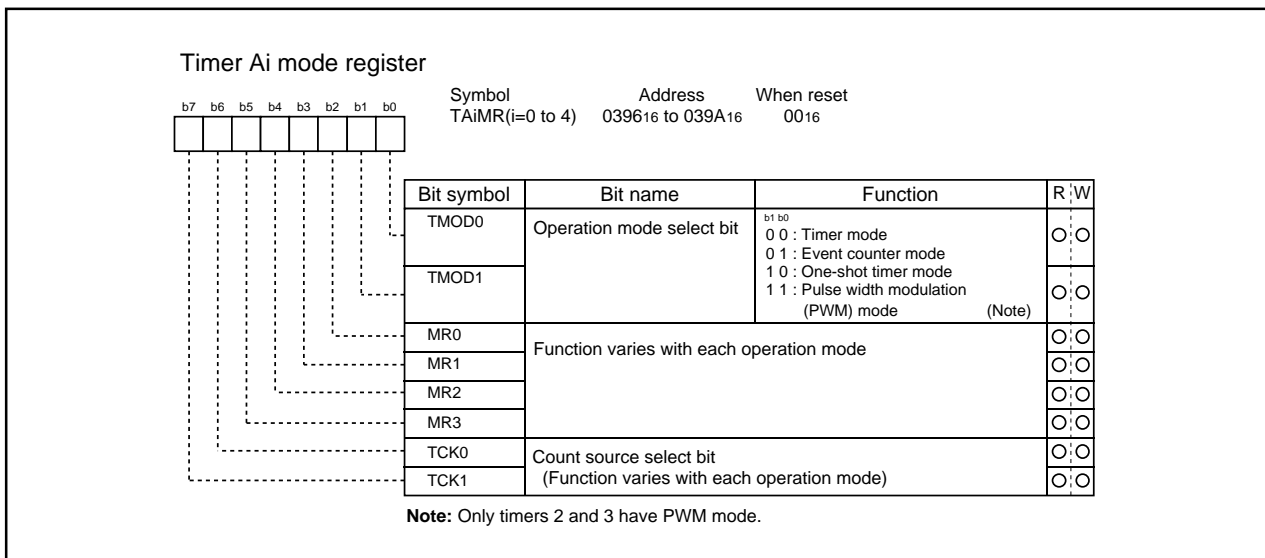 Timer Ai mode register
Symbol Address When reset
TAiMR(i=0 to 4) 039616 to 039A16 0016
b7 b6 b5 b4 b3 b2 b1 b0
Bit symbol Bit name Function R W
TMOD0 Operation mode select bit
b1 b0
0 0 : Timer mode
0 1 : Event counter mode
TMOD1
1 0 : One-shot timer mode
1 1 : Pulse width modulation
(PWM) mode (Note)
MR0
Function varies with each operation mode
MR1
MR2
MR3
TCK0 Count source select bit
TCK1 (Function varies with each operation mode)
Note: Only timers 2 and 3 have PWM mode.